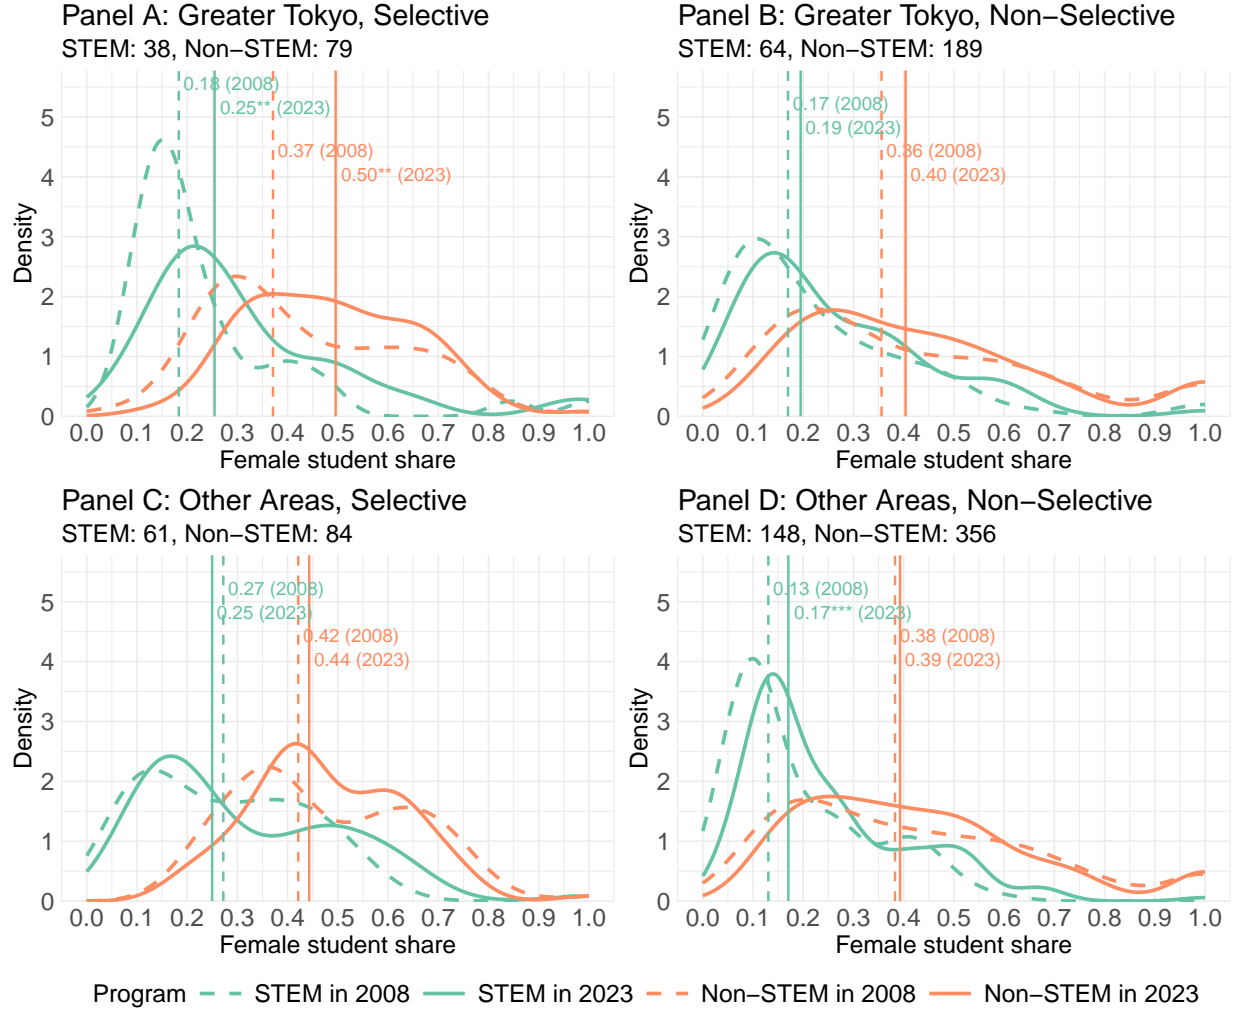 Panel A: Greater Tokyo, Selective
STEM: 38, Non−STEM: 79
0.18 (2008)
0.25** (2023)
0.37 (2008)
0.50** (2023)
Density
5
4
3
2
1
0
0.0 0.1 0.2 0.3 0.4 0.5 0.6 0.7 0.8 0.9 1.0
Female student share
Panel B: Greater Tokyo, Non−Selective
STEM: 64, Non−STEM: 189
0.17 (2008)
0.19 (2023)
0.36 (2008)
0.40 (2023)
Density
5
4
3
2
1
0
0.0 0.1 0.2 0.3 0.4 0.5 0.6 0.7 0.8 0.9 1.0
Female student share
Panel C: Other Areas, Selective
STEM: 61, Non−STEM: 84
0.27 (2008)
0.25 (2023)
0.42 (2008)
0.44 (2023)
Density
5
4
3
2
1
0
0.0 0.1 0.2 0.3 0.4 0.5 0.6 0.7 0.8 0.9 1.0
Female student share
Panel D: Other Areas, Non−Selective
STEM: 148, Non−STEM: 356
0.13 (2008)
0.17*** (2023)
0.38 (2008)
0.39 (2023)
Density
5
4
3
2
1
0
0.0 0.1 0.2 0.3 0.4 0.5 0.6 0.7 0.8 0.9 1.0
Female student share
Program STEM in 2008 STEM in 2023 Non−STEM in 2008 Non−STEM in 2023